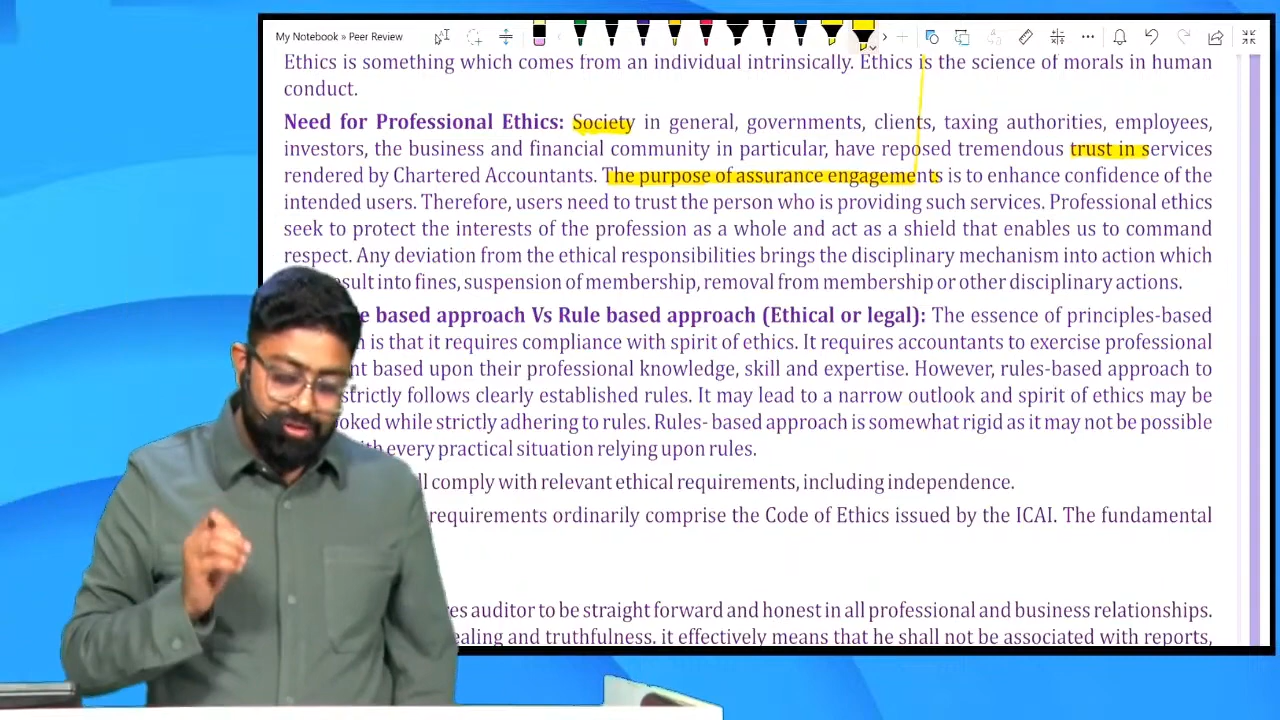 My Notebook » Peer Review
Ethics is something which comes from an individual intrinsically. Ethics is the science of morals in human
conduct.
Need for Professional Ethics: Society in general, governments, clients, taxing authorities, employees,
investors, the business and financial community in particular, have reposed tremendous trust in services
rendered by Chartered Accountants. The purpose of assurance engagements is to enhance confidence of the
intended users. Therefore, users need to trust the person who is providing such services. Professional ethics
seek to protect the interests of the profession as a whole and act as a shield that enables us to command
respect. Any deviation from the ethical responsibilities brings the disciplinary mechanism into action which
into fines, suspension of membership, removal from membership or other disciplinary actions.
based approach Vs Rule based approach (Ethical or legal): The essence of principles-based
is that it requires compliance with spirit of ethics. It requires accountants to exercise professional
based upon their professional knowledge, skill and expertise. However, rules-based approach to
strictly follows clearly established rules. It may lead to a narrow outlook and spirit of ethics may be
while strictly adhering to rules. Rules- based approach is somewhat rigid as it may not be possible
every practical situation relying upon rules.
comply with relevant ethical requirements, including independence.
requirements ordinarily comprise the Code of Ethics issued by the ICAI. The fundamental
auditor to be straight forward and honest in all professional and business relationships.
and truthfulness. it effectively means that he shall not be associated with reports,